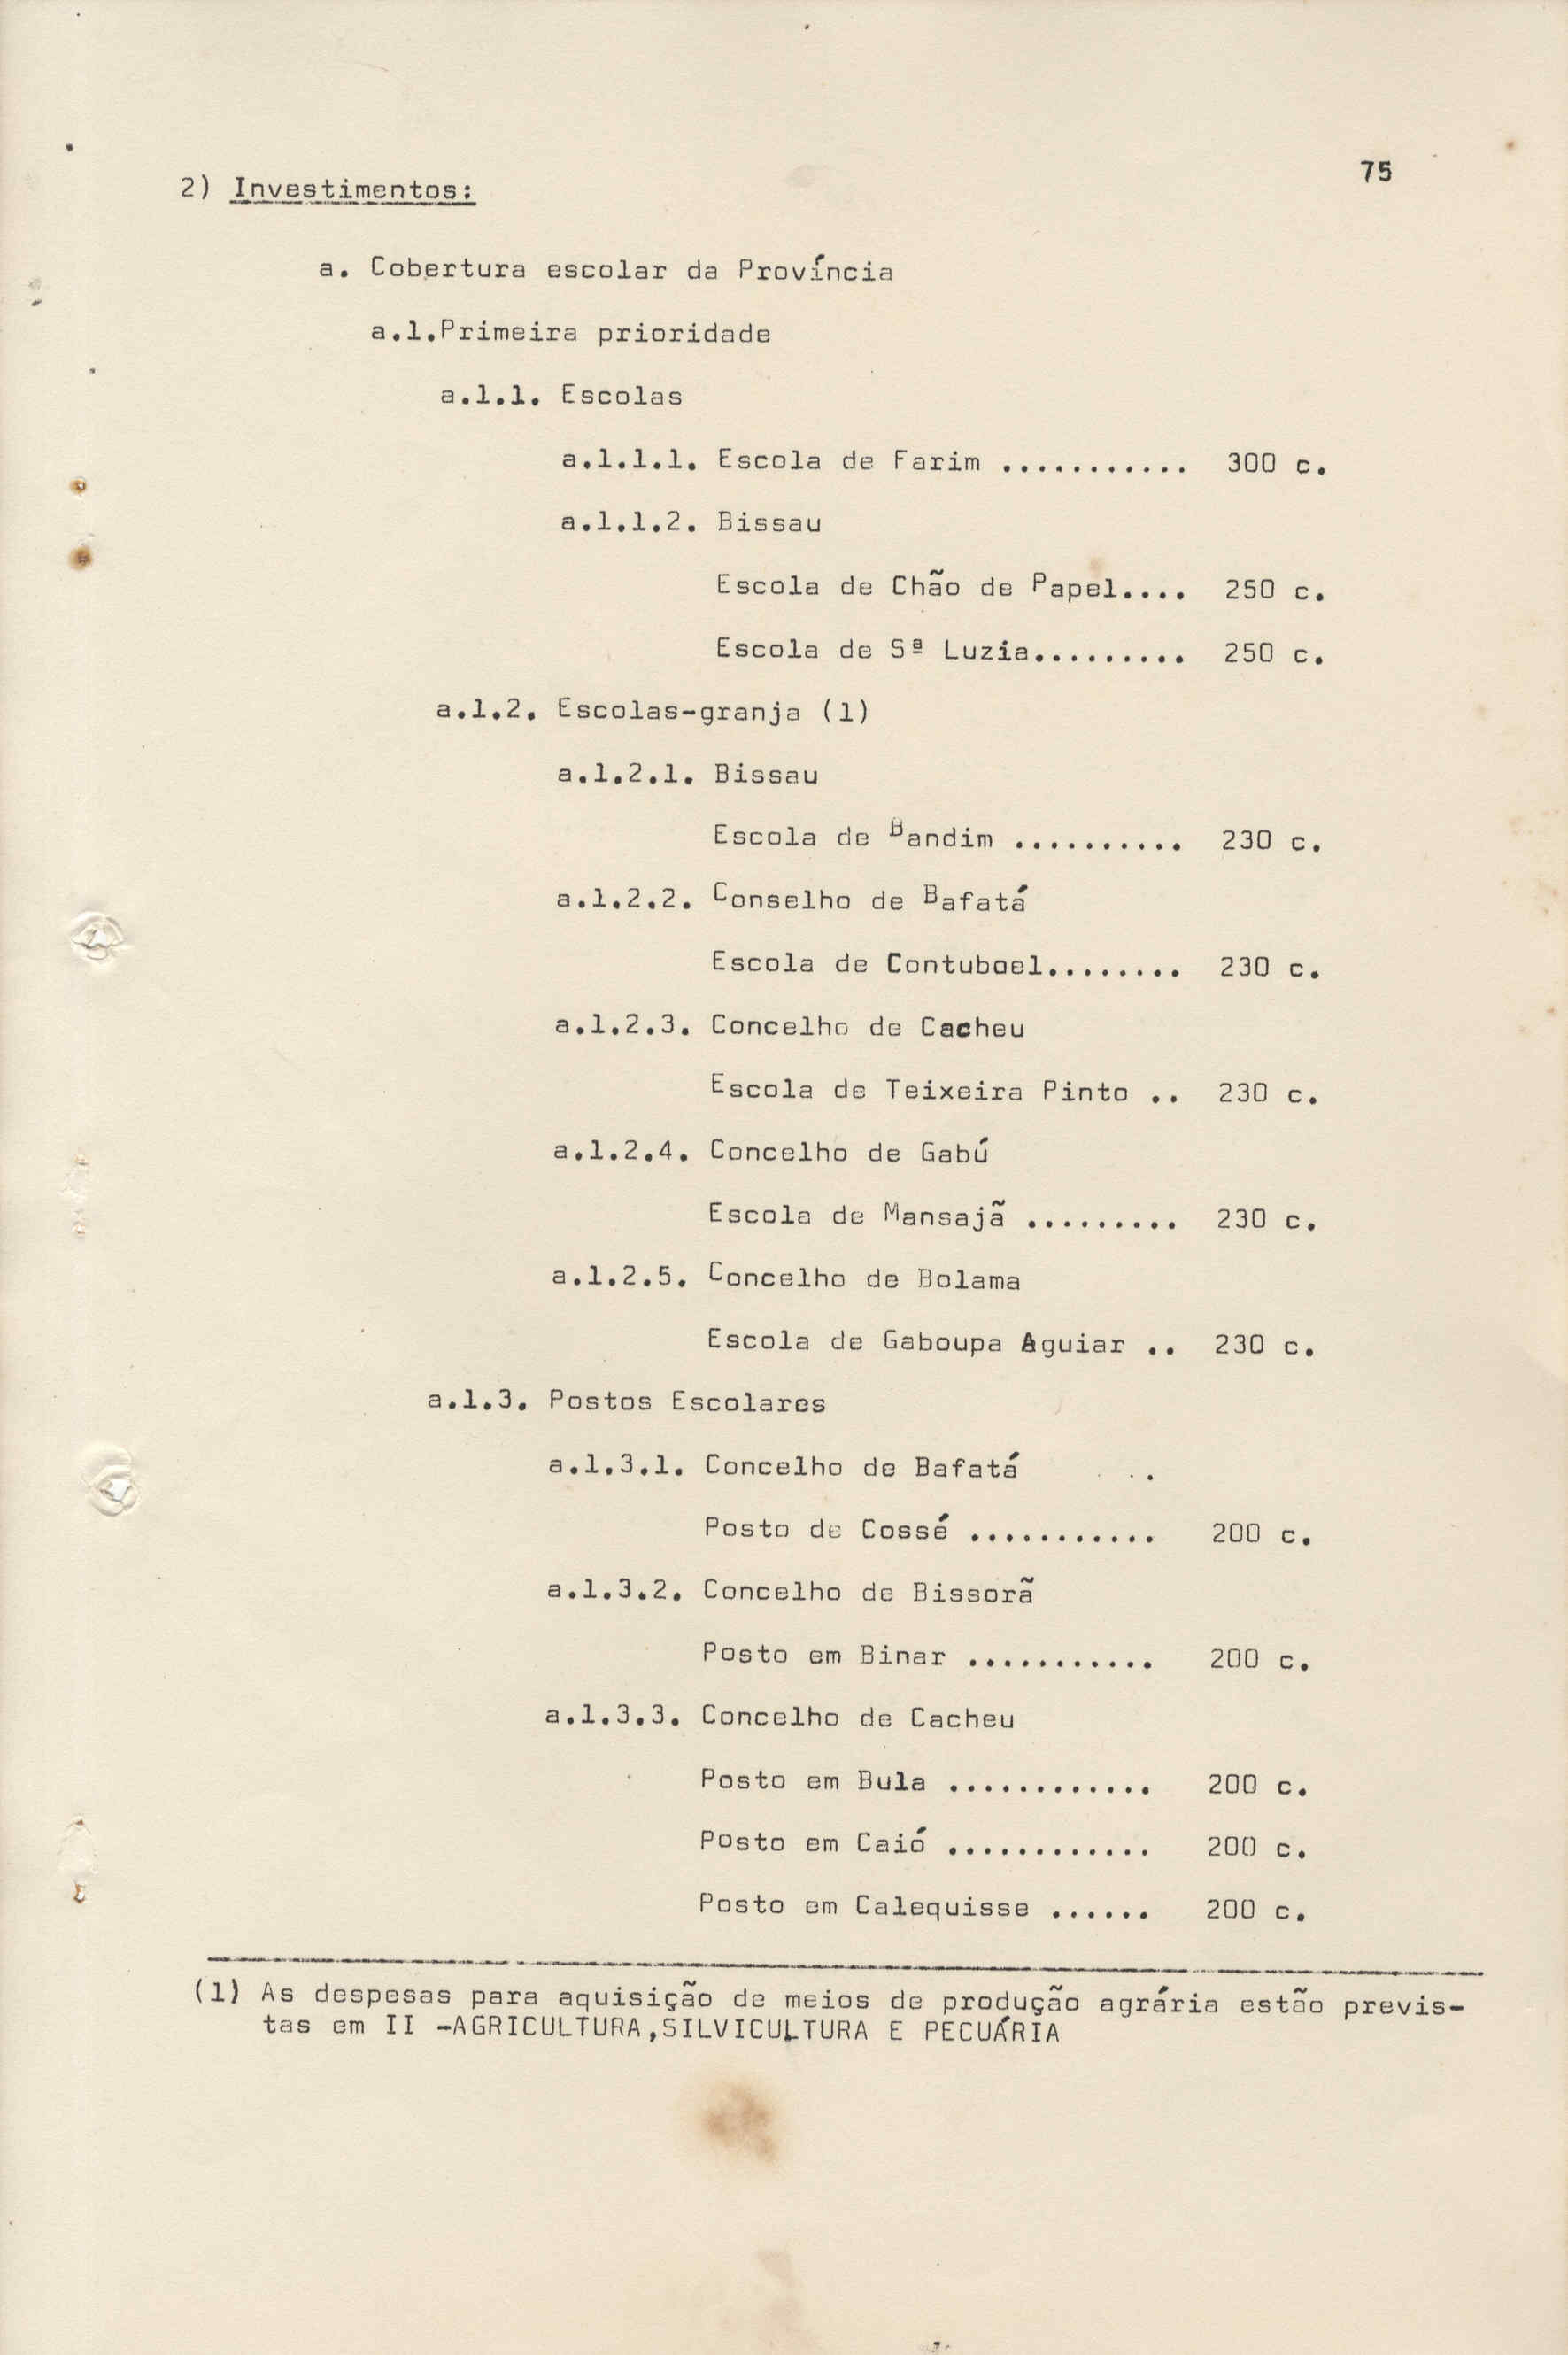 75
2) Investimentos:
a. Cobertura escolar da Província
a.1.Primeira prioridade
a.1.1. Escolas
a.1.1.1. Escola de Farim ........... 300 c.
a.1.1.2. Bissau
Escola de Chão de Papel.... 250 c.
Escola de Sª Luzia......... 250 c.
a.1.2. Escolas-granja (1)
a.1.2.1. Bissau
Escola de Bandim .......... 230 c.
a.1.2.2. Conselho de Bafatá
Escola de Contuboel........ 230 c.
a.1.2.3. Concelho de Cacheu
Escola de Teixeira Pinto .. 230 c.
a.1.2.4. Concelho de Gabú
Escola de Mansajã ......... 230 c.
a.1.2.5. Concelho de Bolama
Escola de Gaboupa Aguiar .. 230 c.
a.1.3. Postos Escolares
a.1.3.1. Concelho de Bafatá
Posto de Cossé ........... 200 c.
a.1.3.2. Concelho de Bissorã
Posto em Binar ........... 200 c.
a.1.3.3. Concelho de Cacheu
Posto em Bula ............ 200 c.
Posto em Caió ............ 200 c.
Posto em Calequisse ...... 200 c.
(1) As despesas para aquisição de meios de produção agrária estão previs-
tas em II -AGRICULTURA,SILVICULTURA E PECUÁRIA